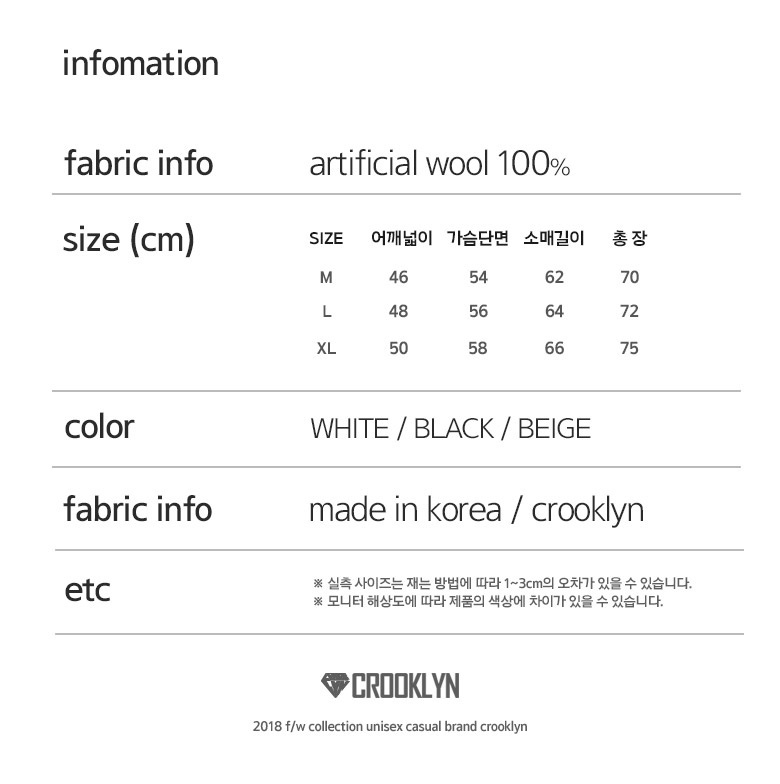 infomation
fabric info artificial wool 100%
size (cm)
SIZE 어깨넓이 가슴단면 소매길이 총 장
M 46 54 62 70
L 48 56 64 72
XL 50 58 66 75
color WHITE / BLACK / BEIGE
fabric info made in korea / crooklyn
etc
※ 실측 사이즈는 재는 방법에 따라 1~3cm의 오차가 있을 수 있습니다.
※ 모니터 해상도에 따라 제품의 색상에 차이가 있을 수 있습니다.
CROOKLYN
2018 f/w collection unisex casual brand crooklyn